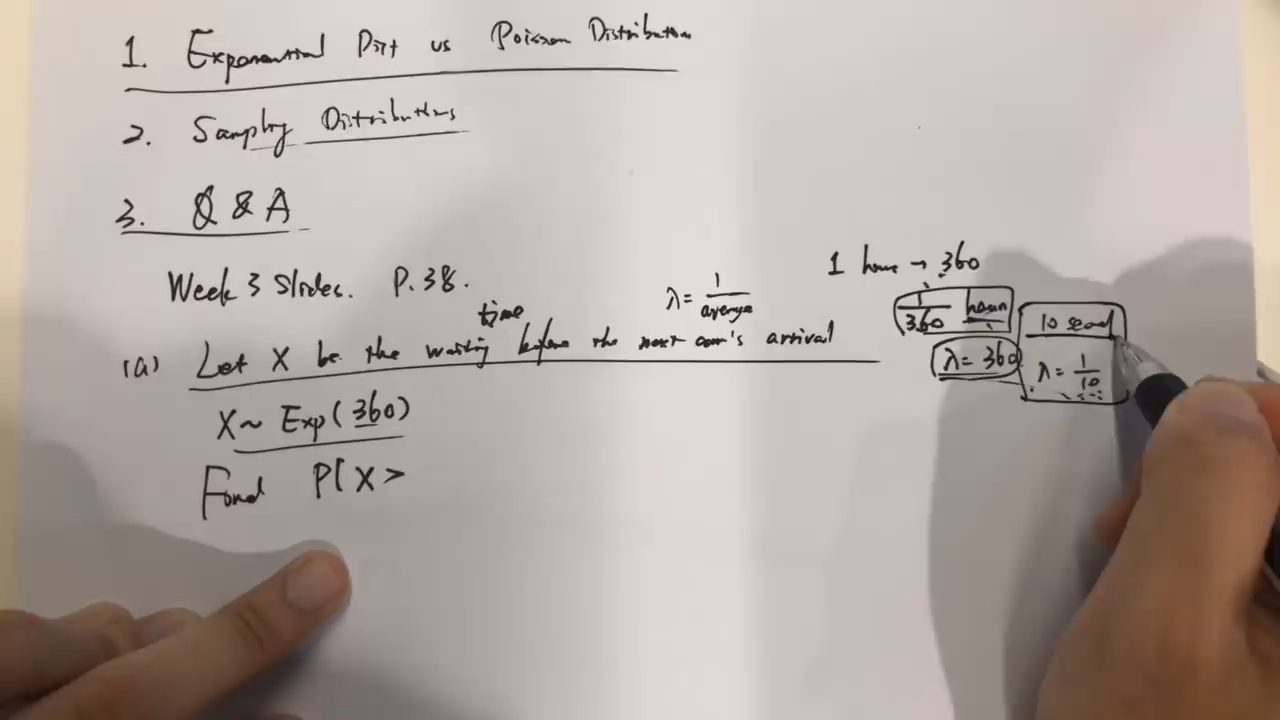 1. Exponential Dist vs Poisson Distribution
2. Sampling Distributions
3. Q & A
Week 3 Slides. P.38.
(a) Let X be the waiting time before the next car's arrival
X ~ Exp(360)
Find P[X >
λ = 1/average
1 hour → 360
1/360 hour
λ = 360
10 second
λ = 1/10